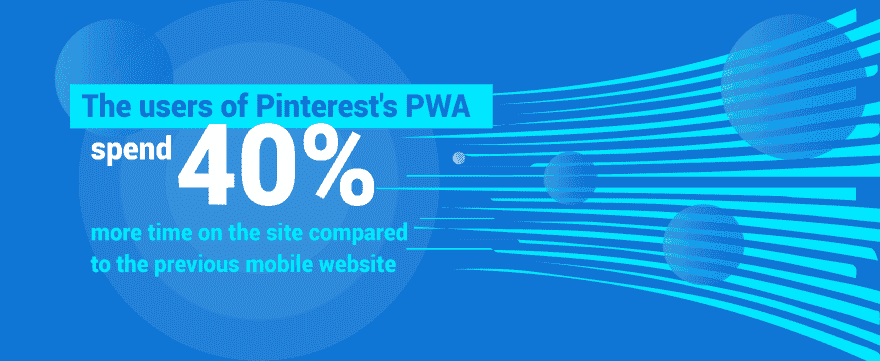 The users of Pinterest's PWA
spend 40%
more time on the site compared
to the previous mobile website